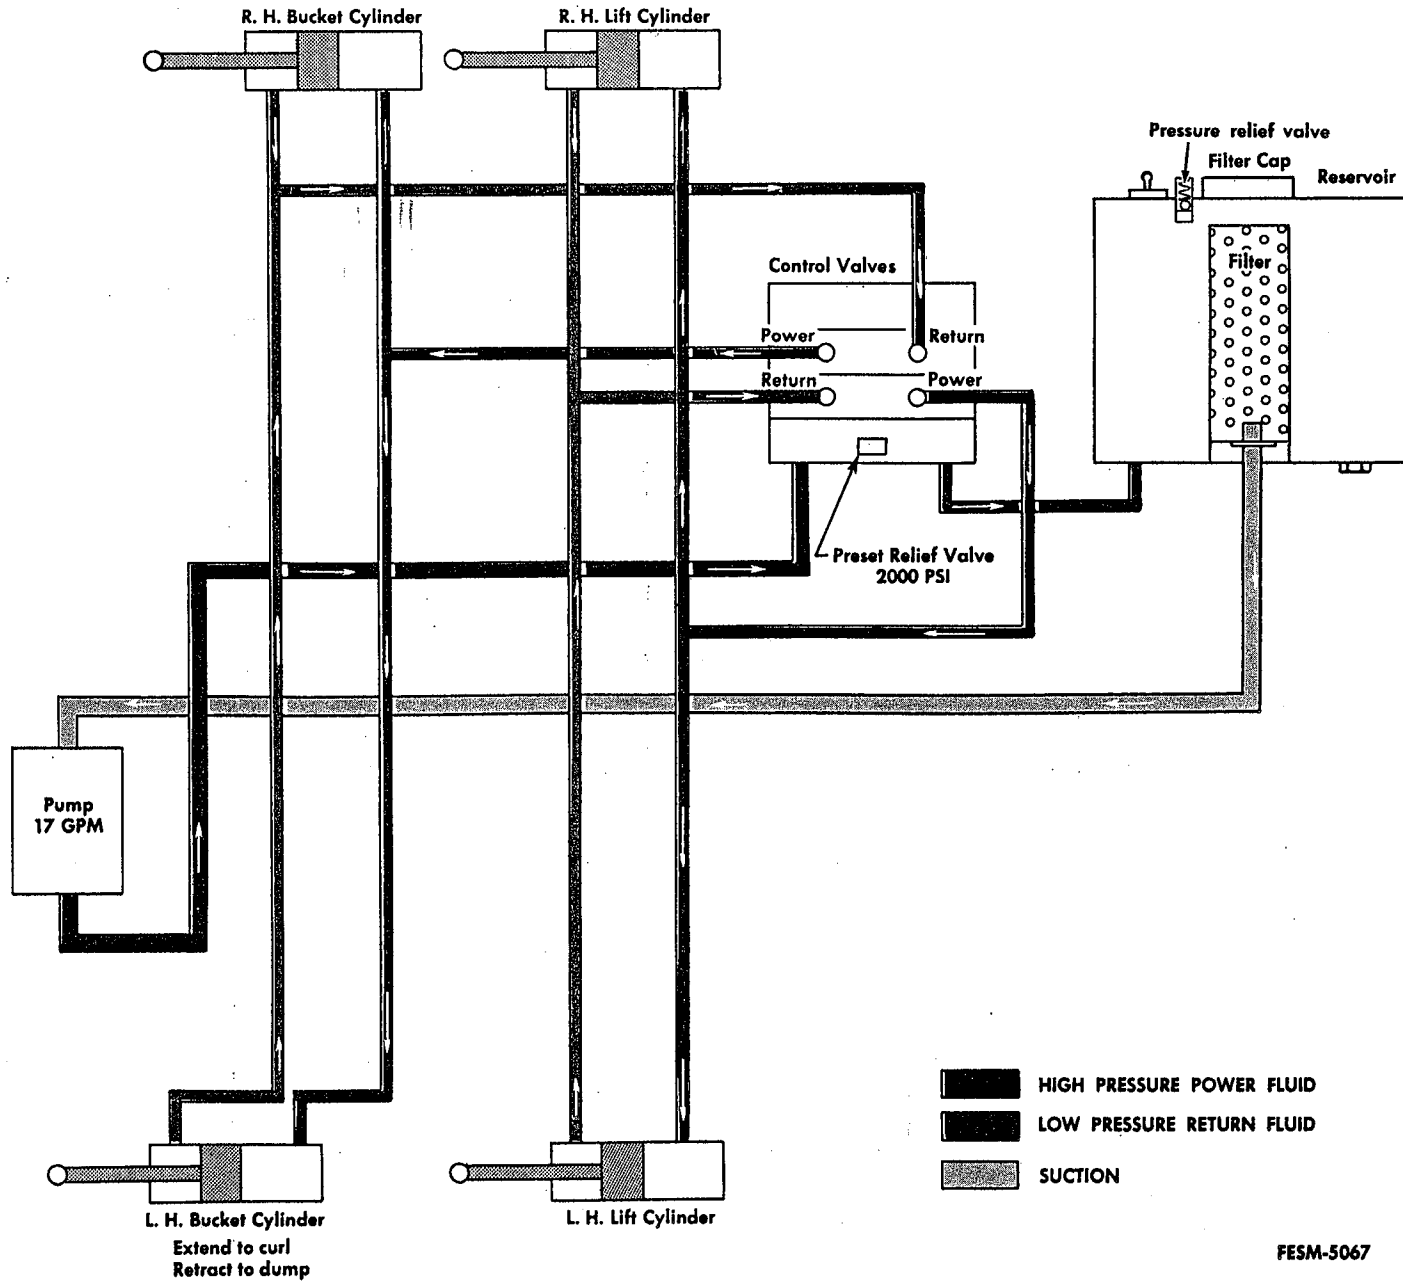 R. H. Bucket Cylinder
R. H. Lift Cylinder
Pressure relief valve
Filter Cap
Reservoir
Filter
Control Valves
Power
Return
Return
Power
Preset Relief Valve
2000 PSI
Pump
17 GPM
HIGH PRESSURE POWER FLUID
LOW PRESSURE RETURN FLUID
SUCTION
L. H. Bucket Cylinder
Extend to curl
Retract to dump
L. H. Lift Cylinder
FESM-5067